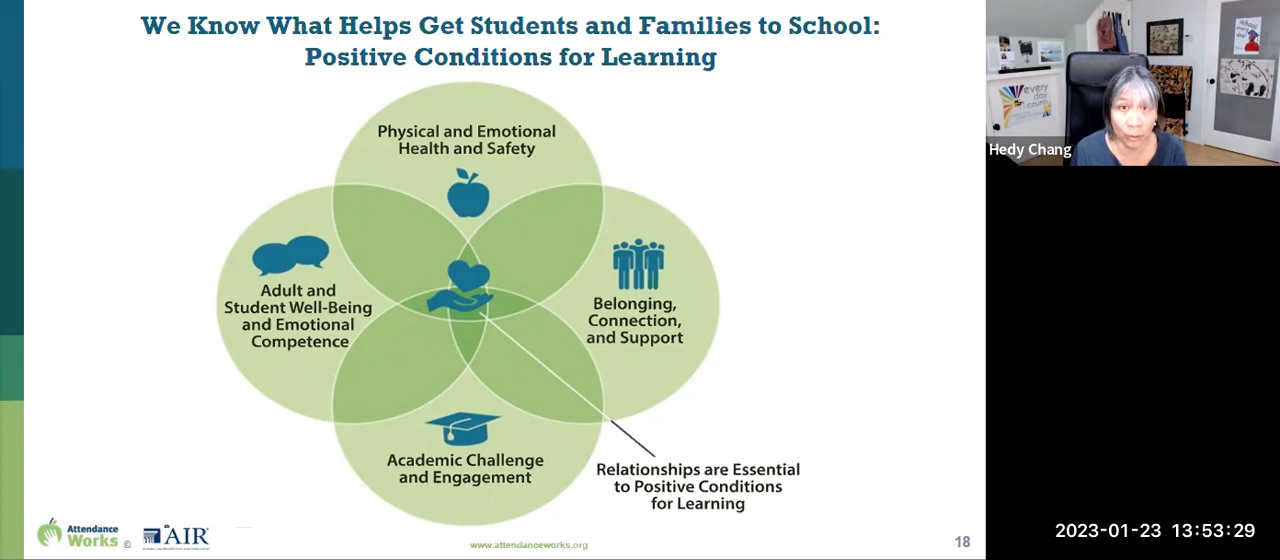 We Know What Helps Get Students and Families to School:
Positive Conditions for Learning
Physical and Emotional
Health and Safety
Adult and
Student Well-Being
and Emotional
Competence
Belonging,
Connection,
and Support
Academic Challenge
and Engagement
Relationships are Essential
to Positive Conditions
for Learning
Attendance
Works ©
AIR
www.attendanceworks.org
18
every
day
counts
Hedy Chang
2023-01-23 13:53:29